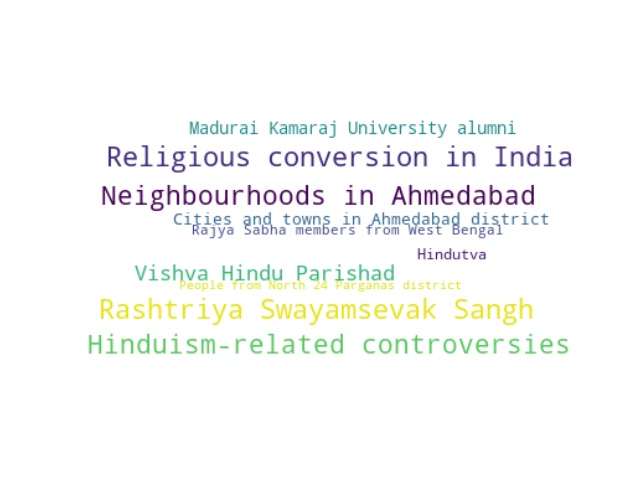 Madurai Kamaraj University alumni
Religious conversion in India
Neighbourhoods in Ahmedabad
Cities and towns in Ahmedabad district
Rajya Sabha members from West Bengal
Hindutva
Vishva Hindu Parishad
People from North 24 Parganas district
Rashtriya Swayamsevak Sangh
Hinduism-related controversies